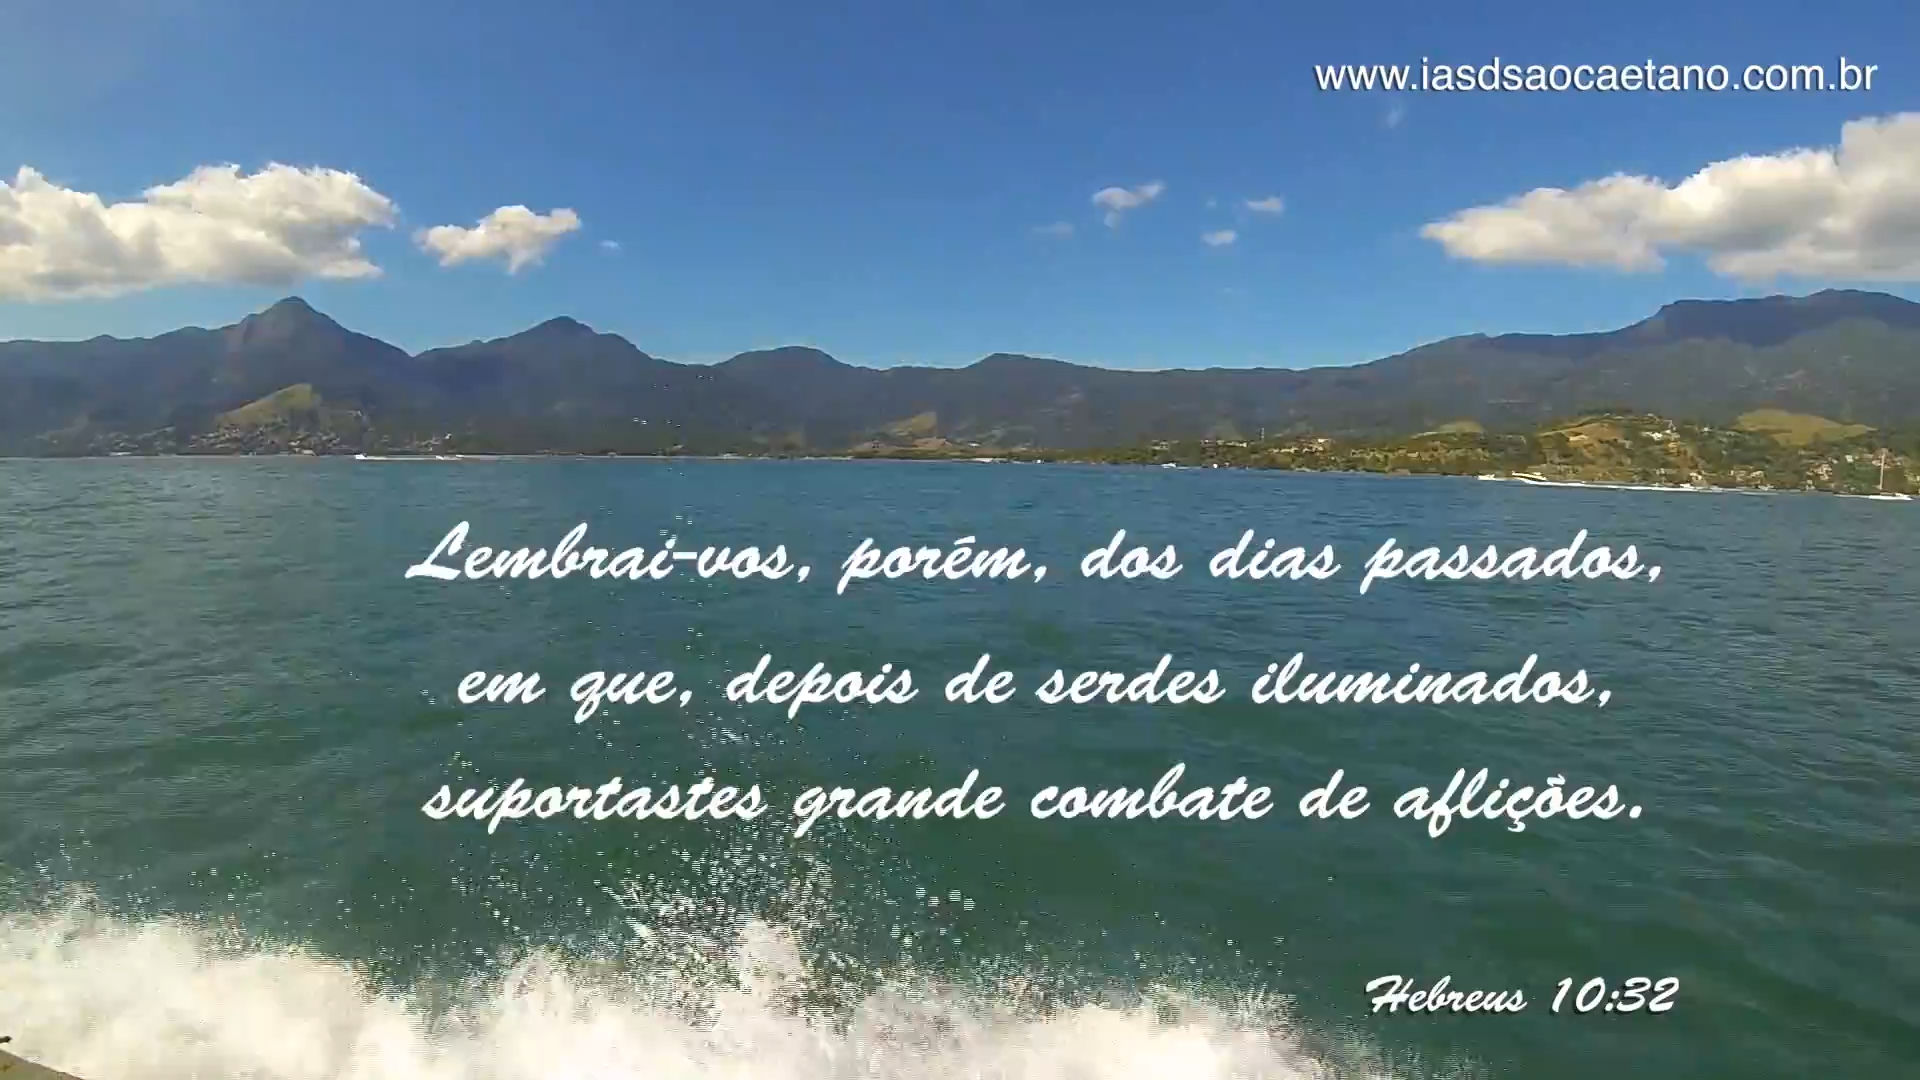 www.iasdsaocaetano.com.br
Lembrai-vos, porém, dos dias passados,
em que, depois de serdes iluminados,
suportastes grande combate de aflições.
Hebreus 10:32